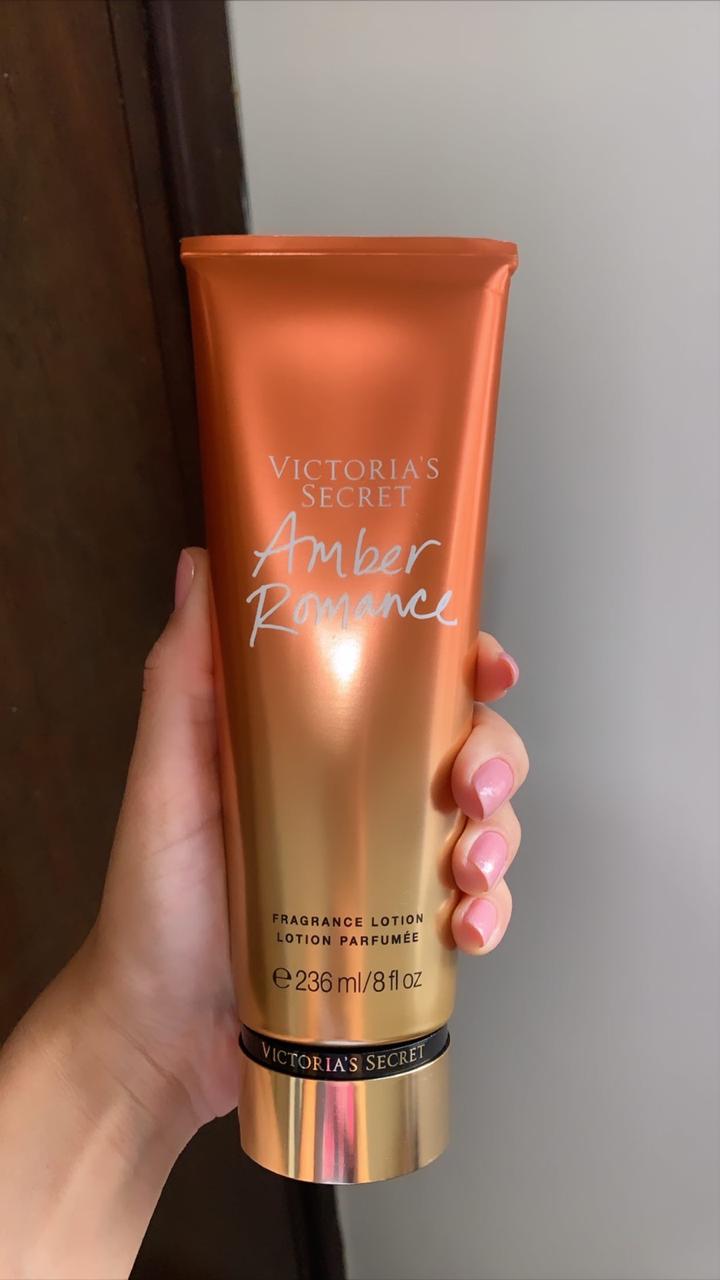 VICTORIA'S
SECRET
Amber
Romance
FRAGRANCE LOTION
LOTION PARFUMÉE
℮ 236 ml/8 fl oz
VICTORIA'S SECRET